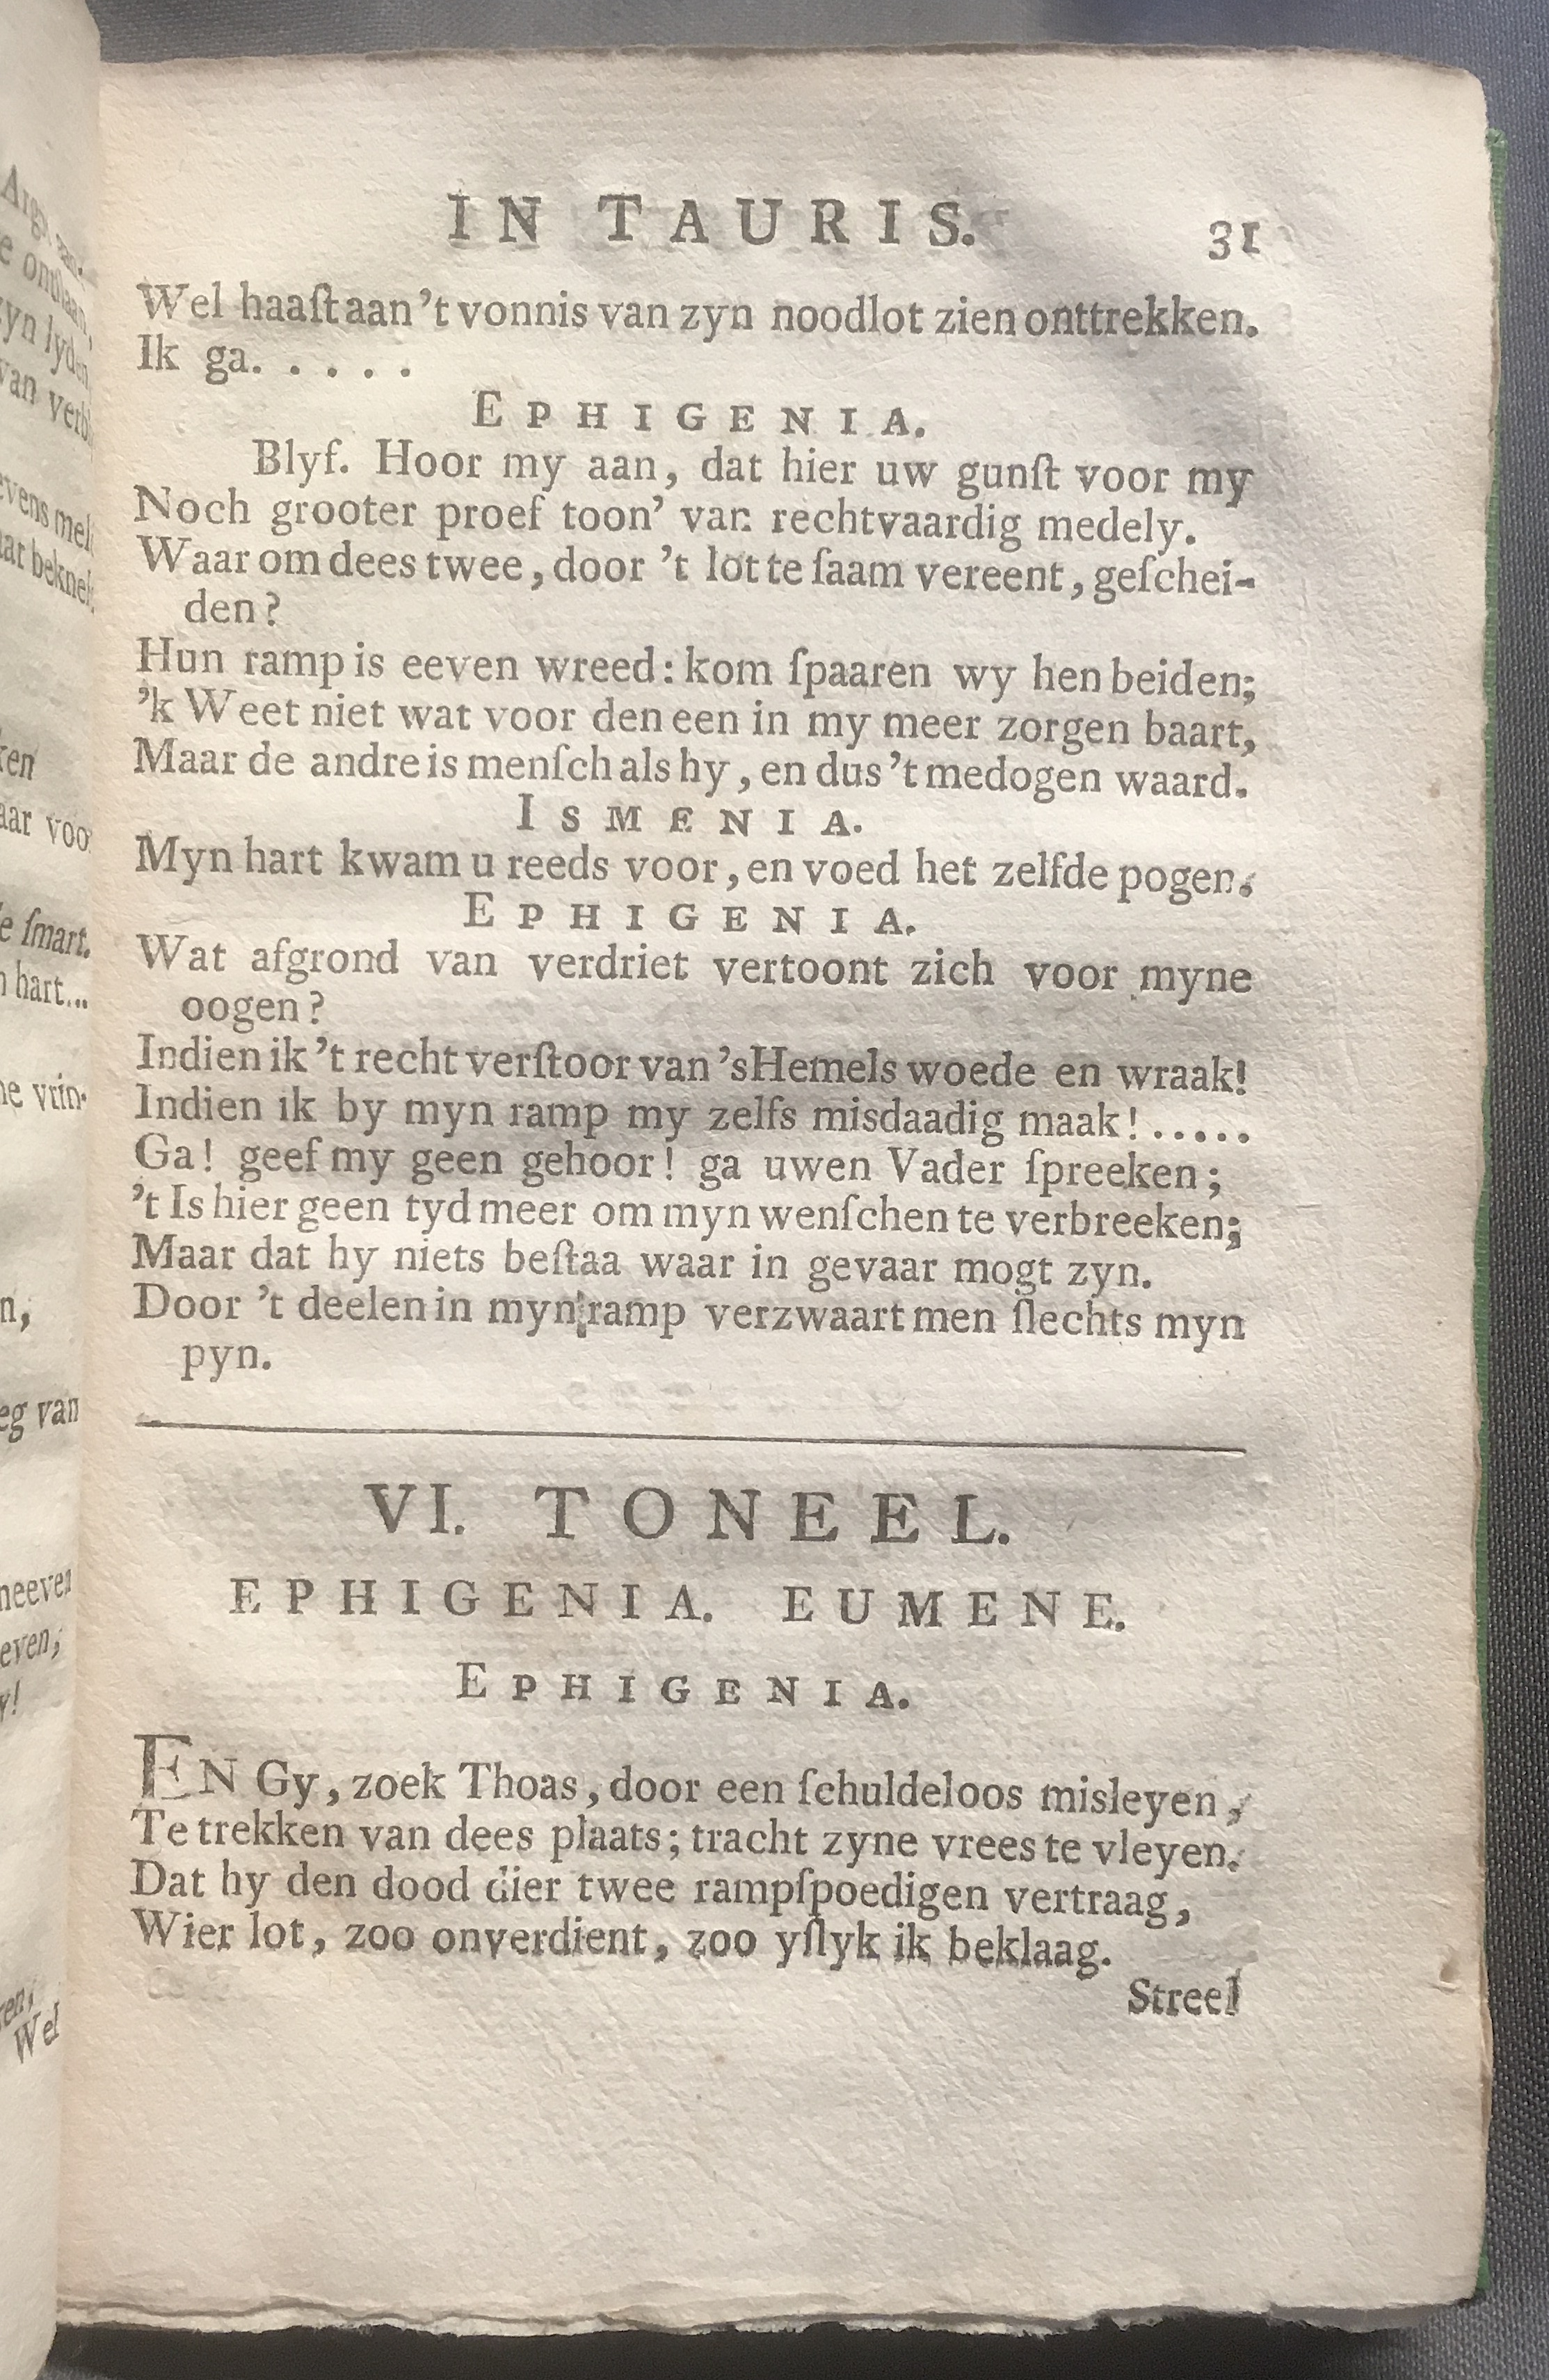 IN TAURIS. 31
Wel haaſt aan 't vonnis van zyn noodlot zien onttrekken.
Ik ga. . . . . .
EPHIGENIA.
Blyf. Hoor my aan, dat hier uw gunſt voor my
Noch grooter proef toon' van rechtvaardig medely.
Waar om dees twee, door 't lot te ſaam vereent, geſchei-
den?
Hun ramp is eeven wreed: kom ſpaaren wy hen beiden;
'k Weet niet wat voor den een in my meer zorgen baart,
Maar de andre is menſch als hy, en dus 't medogen waard.
ISMENIA.
Myn hart kwam u reeds voor, en voed het zelfde pogen.
EPHIGENIA.
Wat afgrond van verdriet vertoont zich voor myne
oogen?
Indien ik 't recht verſtoor van 's Hemels woede en wraak!
Indien ik by myn ramp my zelfs misdaadig maak! . . . . .
Ga! geef my geen gehoor! ga uwen Vader ſpreeken;
't Is hier geen tyd meer om myn wenſchen te verbreeken;
Maar dat hy niets beſtaa waar in gevaar mogt zyn.
Door 't deelen in myn ramp verzwaart men ſlechts myn
pyn.
VI. TONEEL.
EPHIGENIA. EUMENE.
EPHIGENIA.
EN Gy, zoek Thoas, door een ſchuldeloos misleyen,
Te trekken van dees plaats; tracht zyne vrees te vleyen.
Dat hy den dood dier twee rampſpoedigen vertraag,
Wier lot, zoo onverdient, zoo yſlyk ik beklaag.
Streel